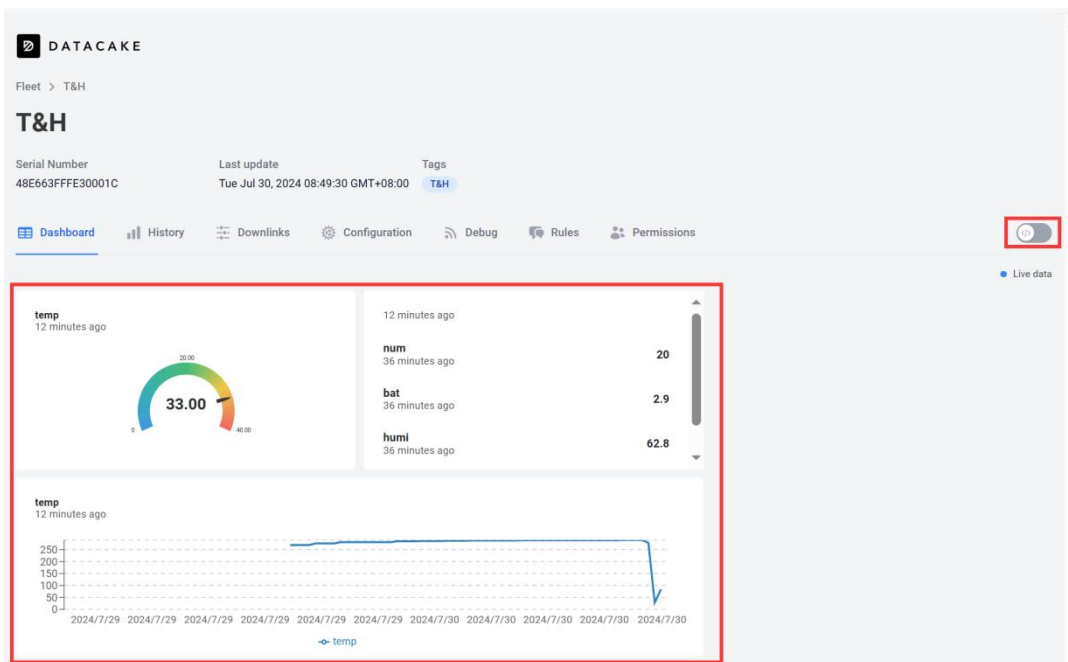 DATACAKE
Fleet > T&H
T&H
Serial Number
48E663FFFE30001C
Last update
Tue Jul 30, 2024 08:49:30 GMT+08:00
Tags
T&H
Dashboard History Downlinks Configuration Debug Rules Permissions
</>
Live data
temp
12 minutes ago
20.00
33.00
0
40.00
12 minutes ago
num
36 minutes ago
20
bat
36 minutes ago
2.9
humi
36 minutes ago
62.8
temp
12 minutes ago
250
200
150
100
50
0
2024/7/29 2024/7/29 2024/7/29 2024/7/29 2024/7/29 2024/7/29 2024/7/30 2024/7/30 2024/7/30 2024/7/30 2024/7/30
temp